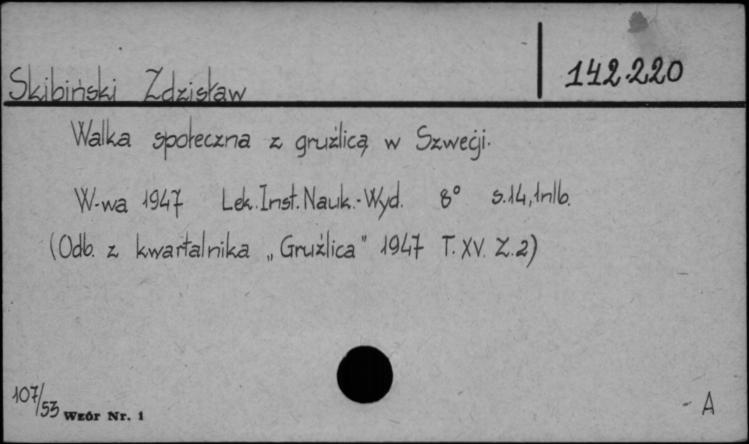 142.220
Skibiński Zdzisław
Walka społeczna z gruźlicą w Szwecji.
W-wa 1947 Lek.Inst.Nauk.-Wyd. 8° s.14,1nlb.
(Odb. z kwartalnika „Gruźlica" 1947 T.XV. Z.2)
107/53 Wzór Nr. 1
- A